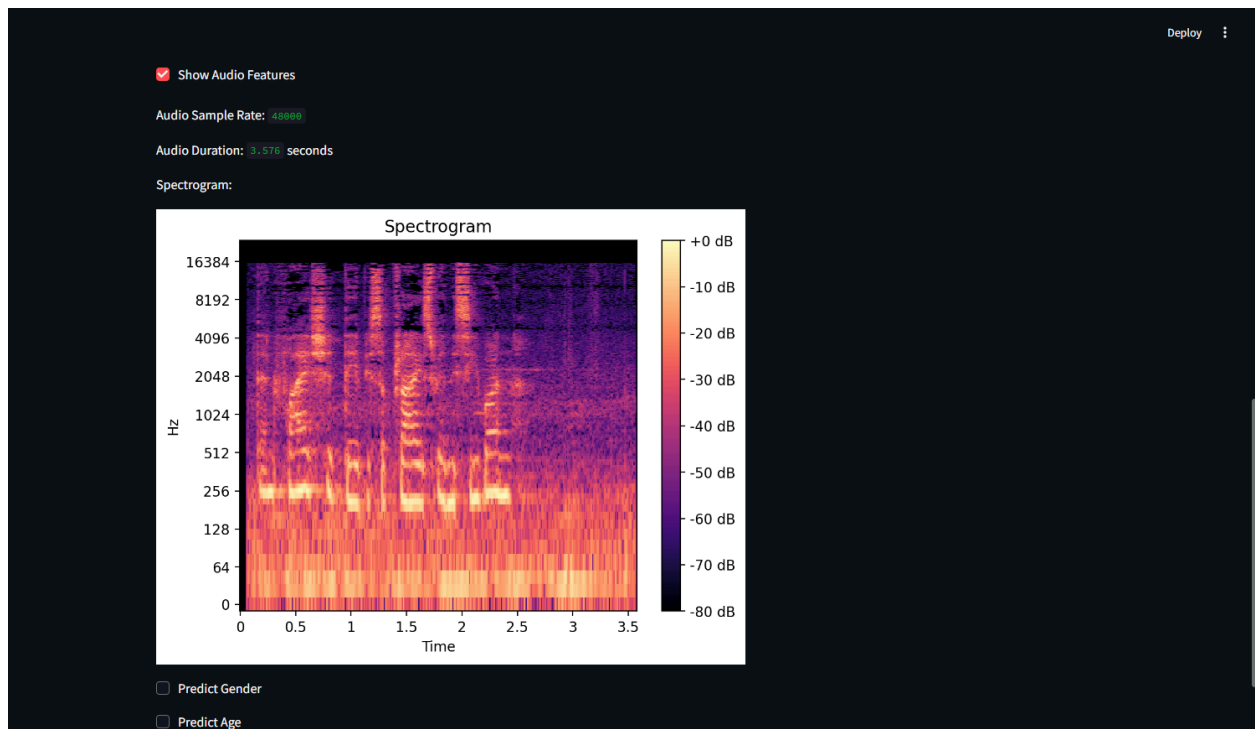 Deploy
Show Audio Features
Audio Sample Rate: 48000
Audio Duration: 3.576 seconds
Spectrogram:
Spectrogram
Hz
16384
8192
4096
2048
1024
512
256
128
64
0
0 0.5 1 1.5 2 2.5 3 3.5
Time
+0 dB
-10 dB
-20 dB
-30 dB
-40 dB
-50 dB
-60 dB
-70 dB
-80 dB
Predict Gender
Predict Age